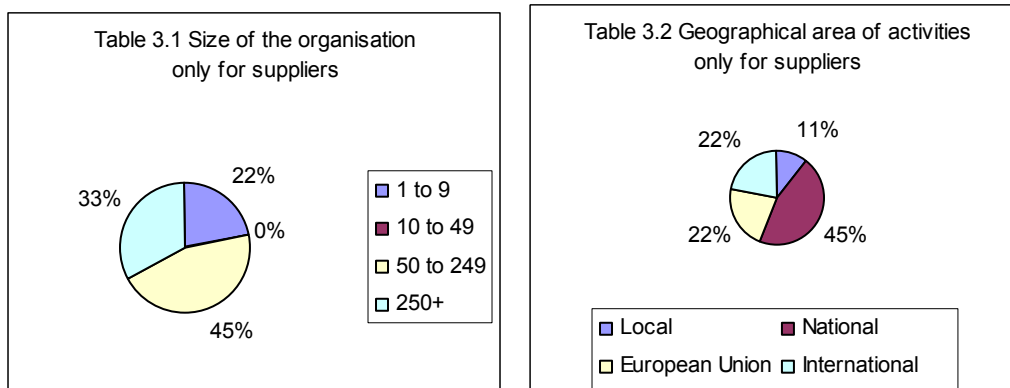 Table 3.1 Size of the organisation
only for suppliers
33%
22%
0%
45%
1 to 9
10 to 49
50 to 249
250+
Table 3.2 Geographical area of activities
only for suppliers
22%
11%
22%
45%
Local
National
European Union
International